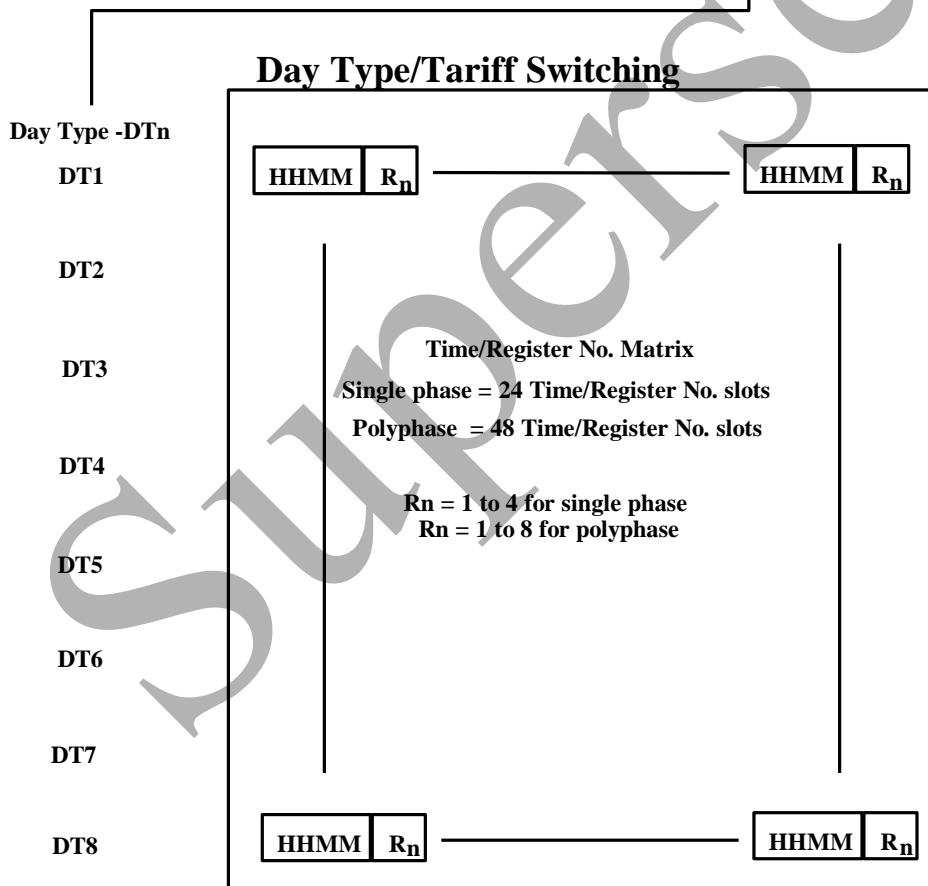 Day Type/Tariff Switching
Day Type -DTn
DT1
HHMM Rn HHMM Rn
DT2
DT3
Time/Register No. Matrix
Single phase = 24 Time/Register No. slots
Polyphase = 48 Time/Register No. slots
DT4
Rn = 1 to 4 for single phase
Rn = 1 to 8 for polyphase
DT5
DT6
DT7
DT8
HHMM Rn HHMM Rn